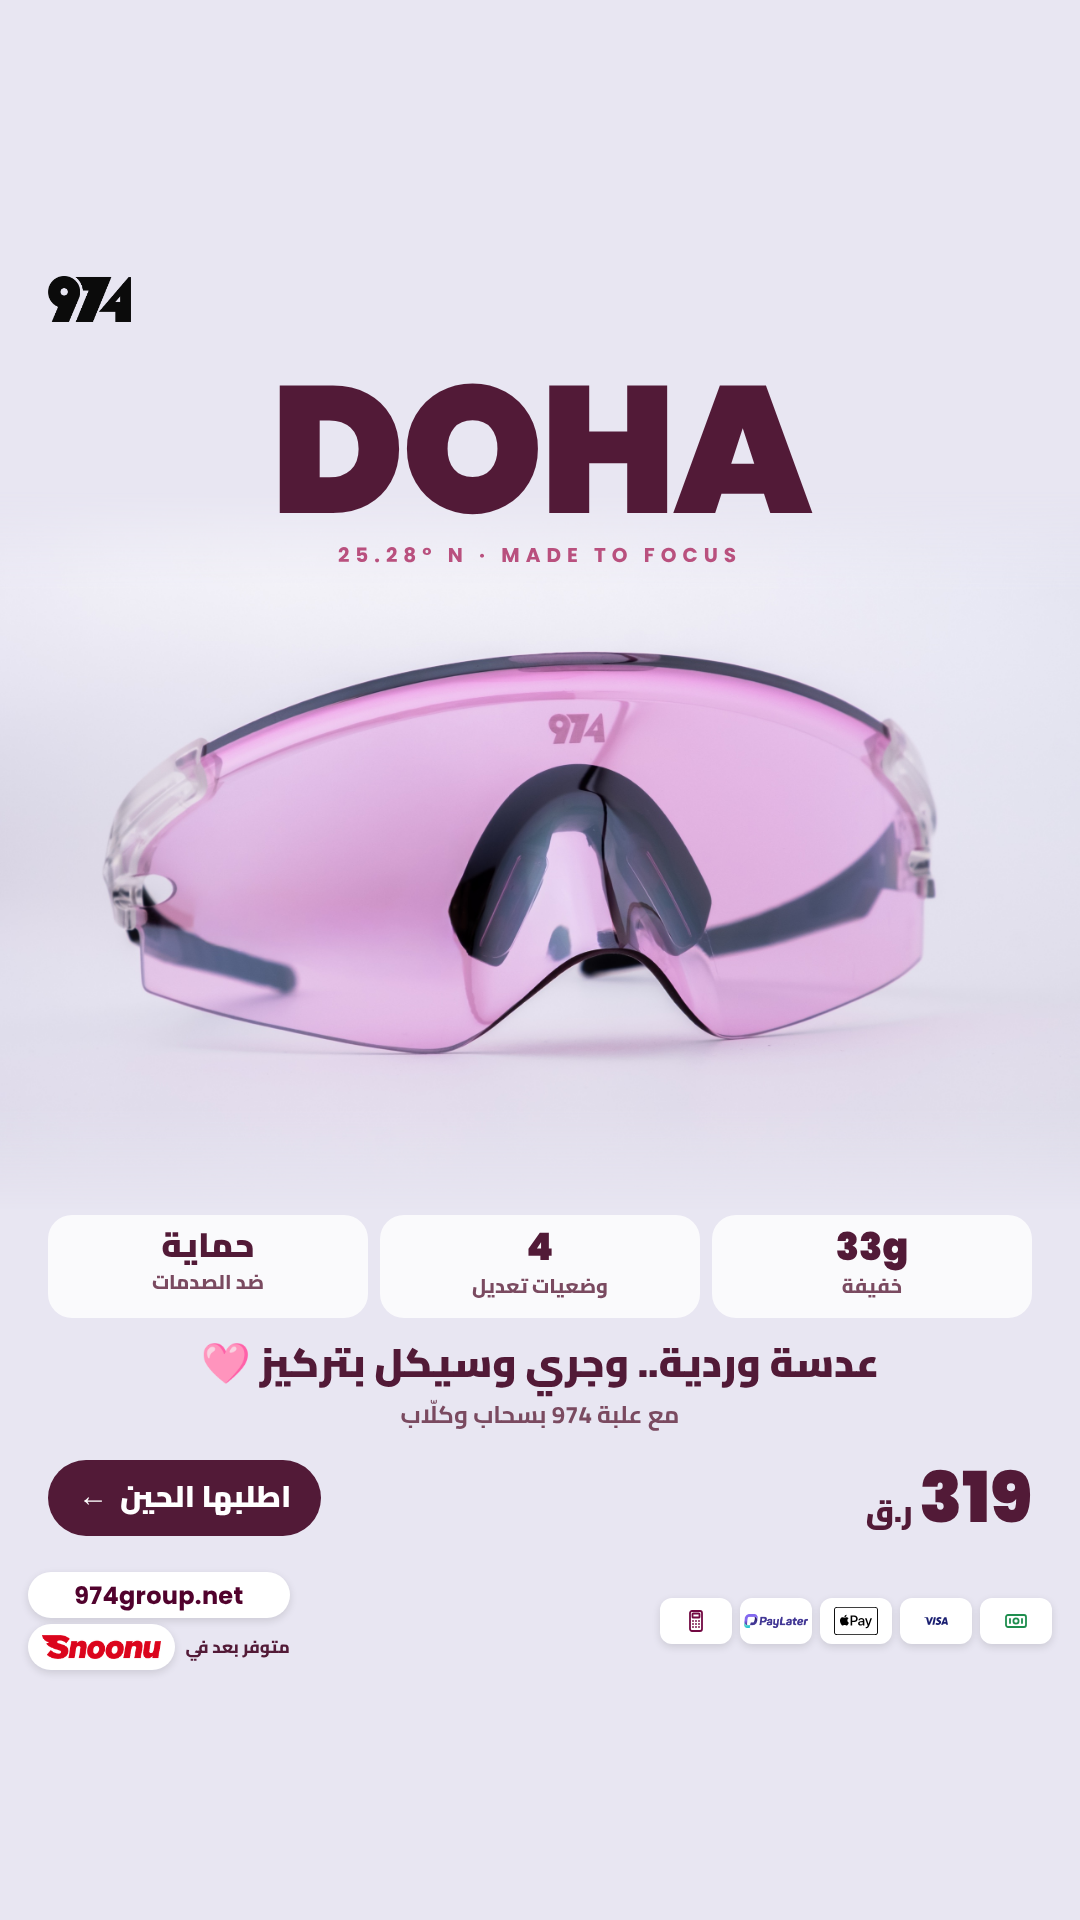 974
DOHA
25.28° N · MADE TO FOCUS
974
33g
خفيفة
4
وضعيات تعديل
حماية
ضد الصدمات
عدسة وردية.. وجري وسيكل بتركيز 🩷
مع علبة 974 بسحاب وكلّاب
319 ر.ق
اطلبها الحين ←
974group.net
متوفر بعد في Snoonu
PayLater
Pay
VISA